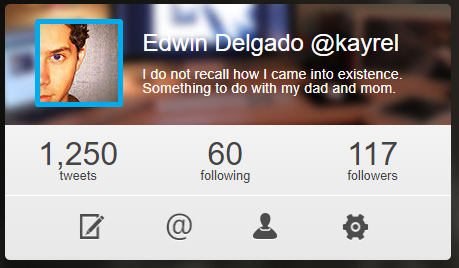 Edwin Delgado @kayrel
I do not recall how I came into existence.
Something to do with my dad and mom.
1,250 60 117
tweets following followers
@